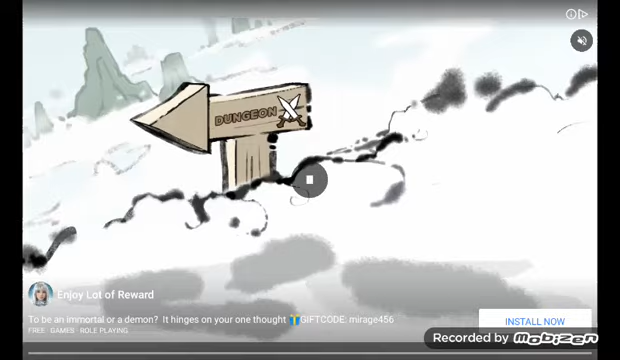 DUNGEON
Enjoy Lot of Reward
To be an immortal or a demon? It hinges on your one thought 🎁GIFTCODE: mirage456
FREE GAMES ROLE PLAYING
INSTALL NOW
Recorded by Mobizen